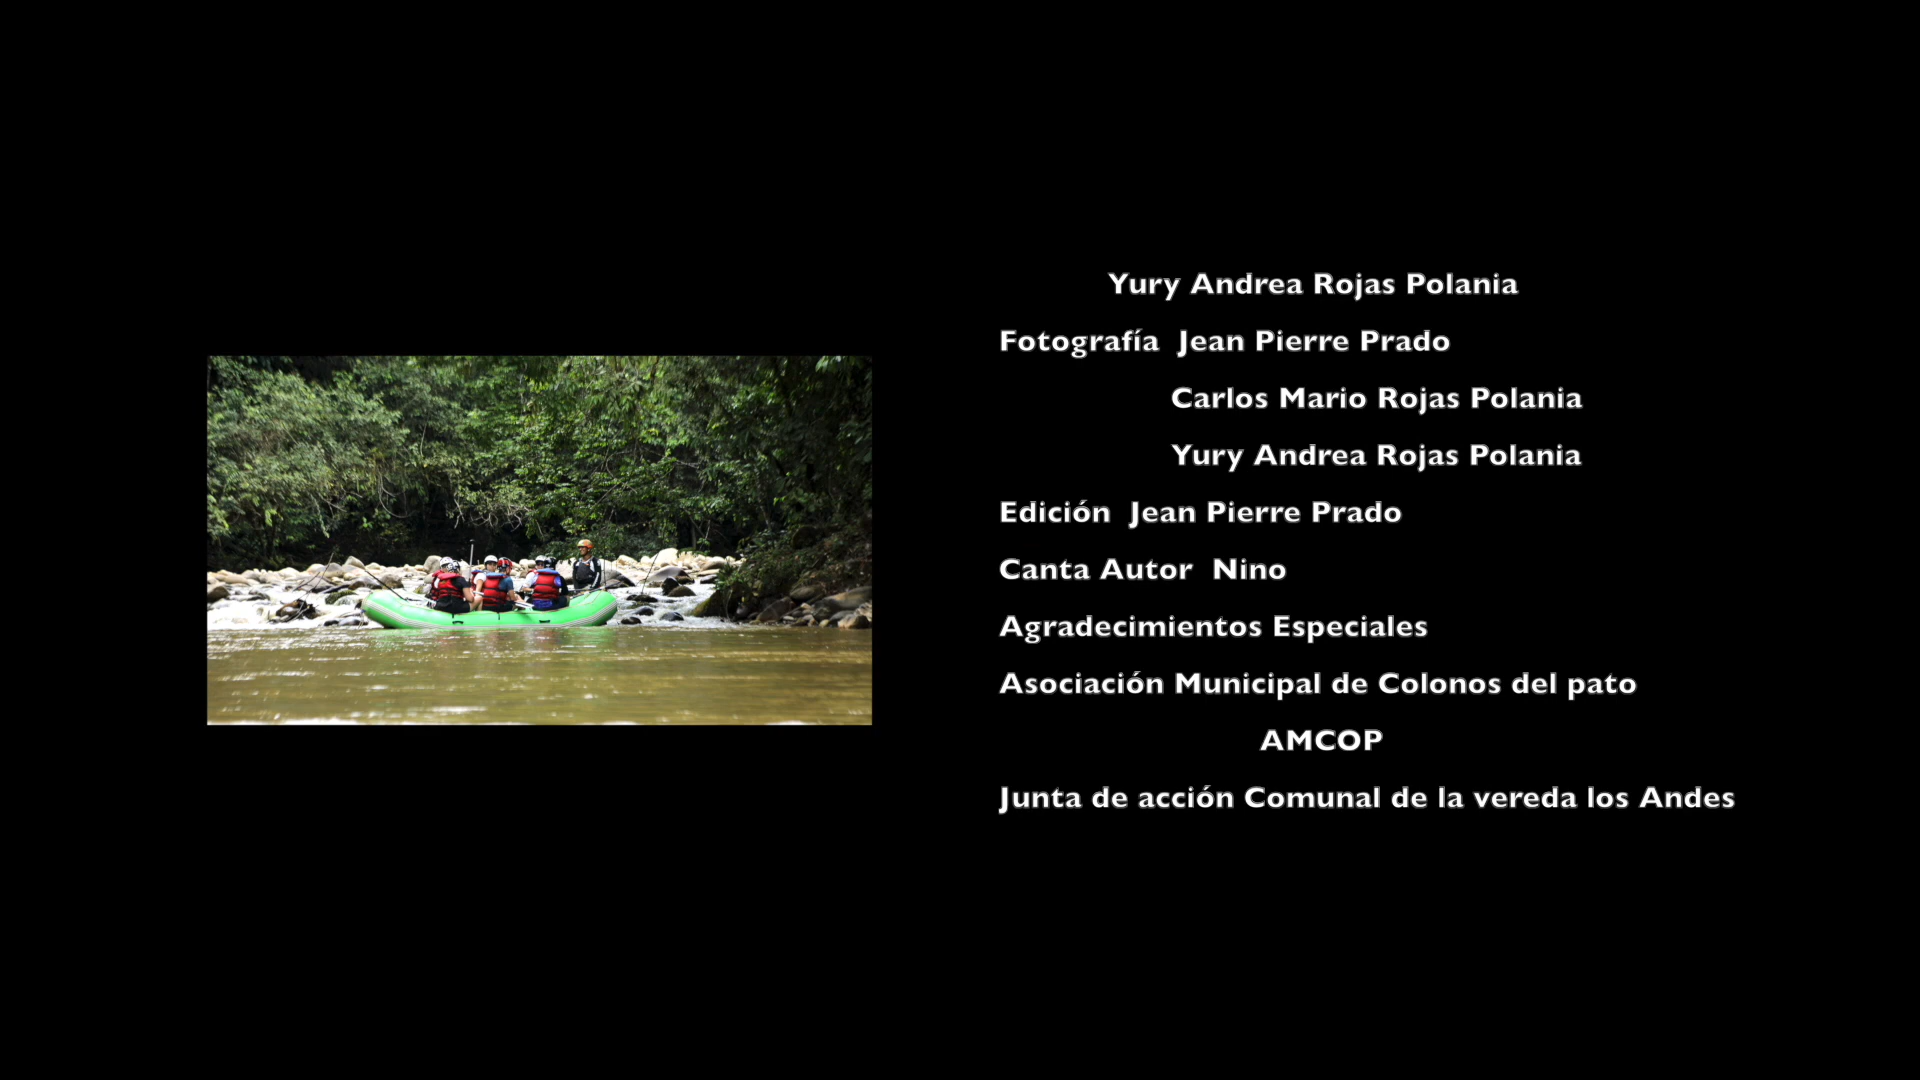 Yury Andrea Rojas Polania
Fotografía Jean Pierre Prado
Carlos Mario Rojas Polania
Yury Andrea Rojas Polania
Edición Jean Pierre Prado
Canta Autor Nino
Agradecimientos Especiales
Asociación Municipal de Colonos del pato
AMCOP
Junta de acción Comunal de la vereda los Andes